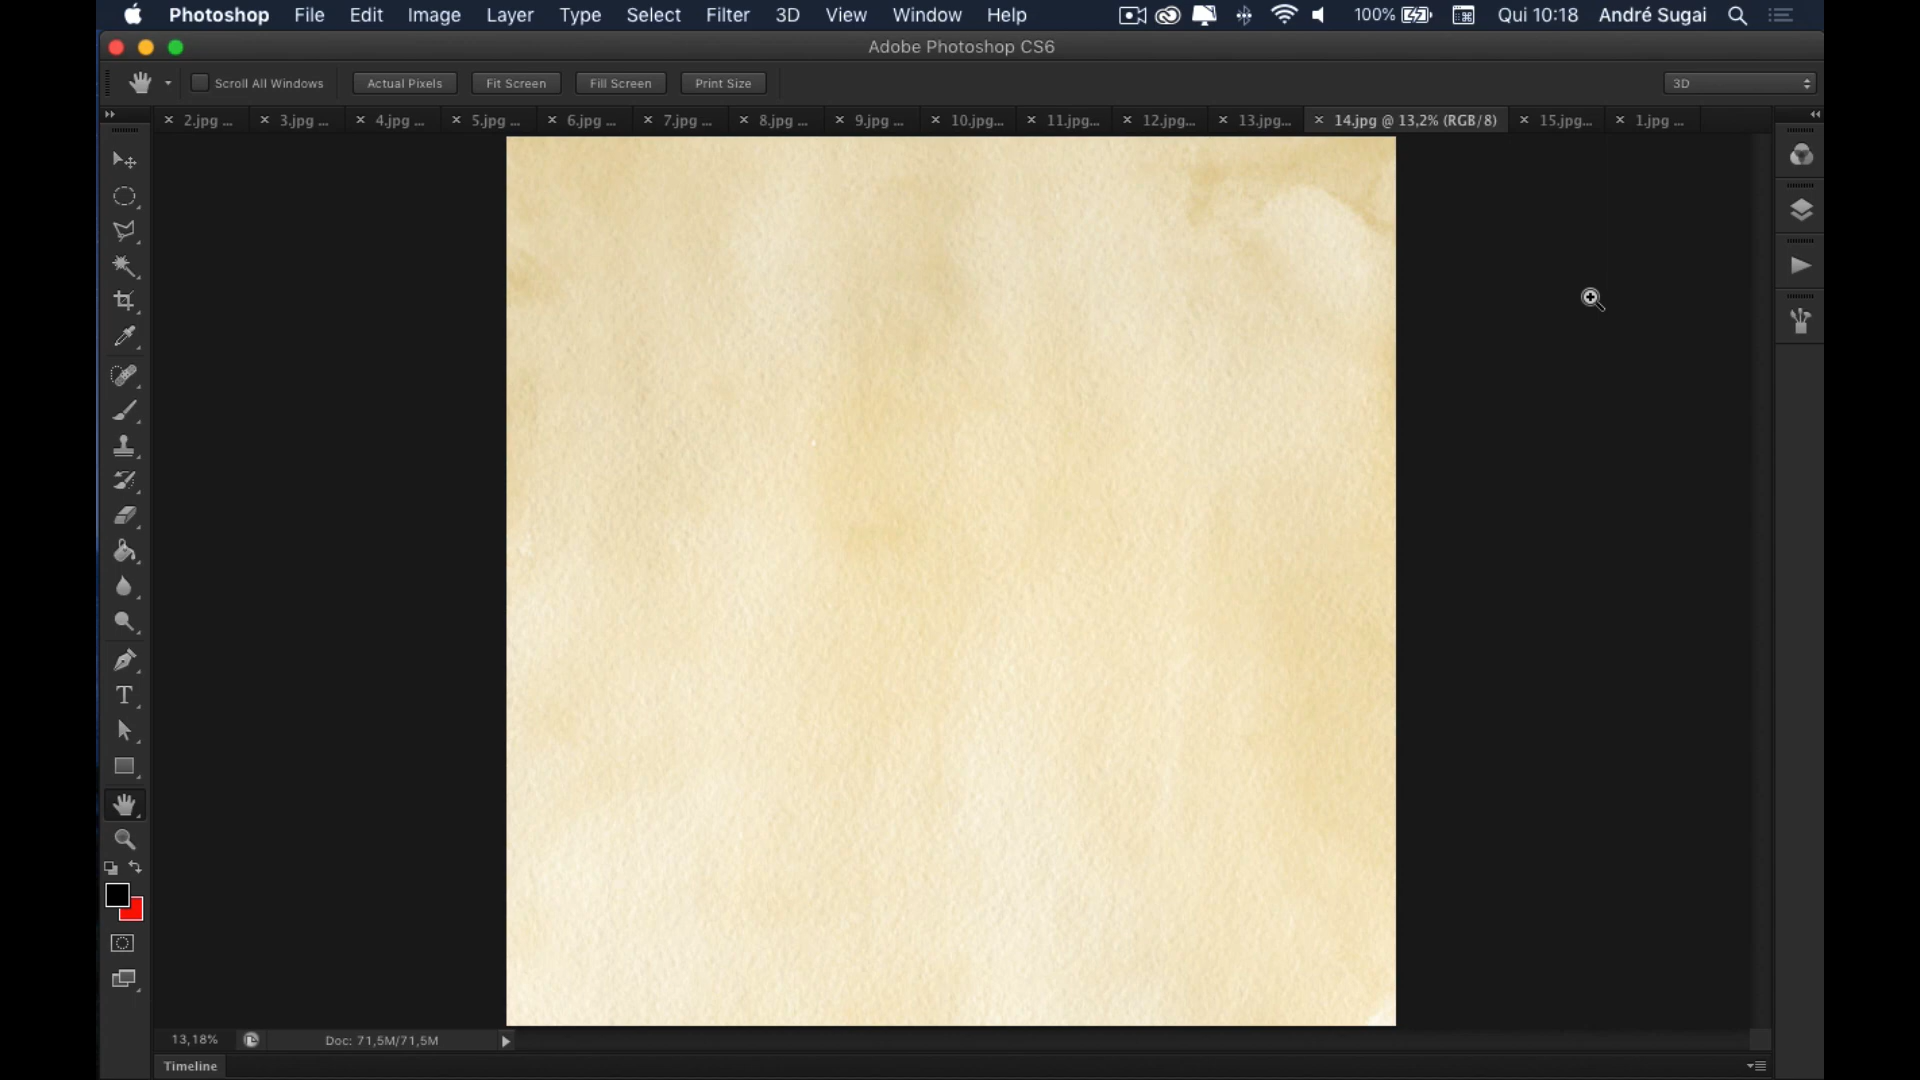 Photoshop File Edit Image Layer Type Select Filter 3D View Window Help 100% Qui 10:18 André Sugai
Adobe Photoshop CS6
Scroll All Windows Actual Pixels Fit Screen Fill Screen Print Size 3D
2.jpg ... 3.jpg ... 4.jpg ... 5.jpg ... 6.jpg ... 7.jpg ... 8.jpg ... 9.jpg ... 10.jpg... 11.jpg... 12.jpg... 13.jpg... 14.jpg @ 13,2% (RGB/8) 15.jpg... 1.jpg ...
13,18% Doc: 71,5M/71,5M
Timeline